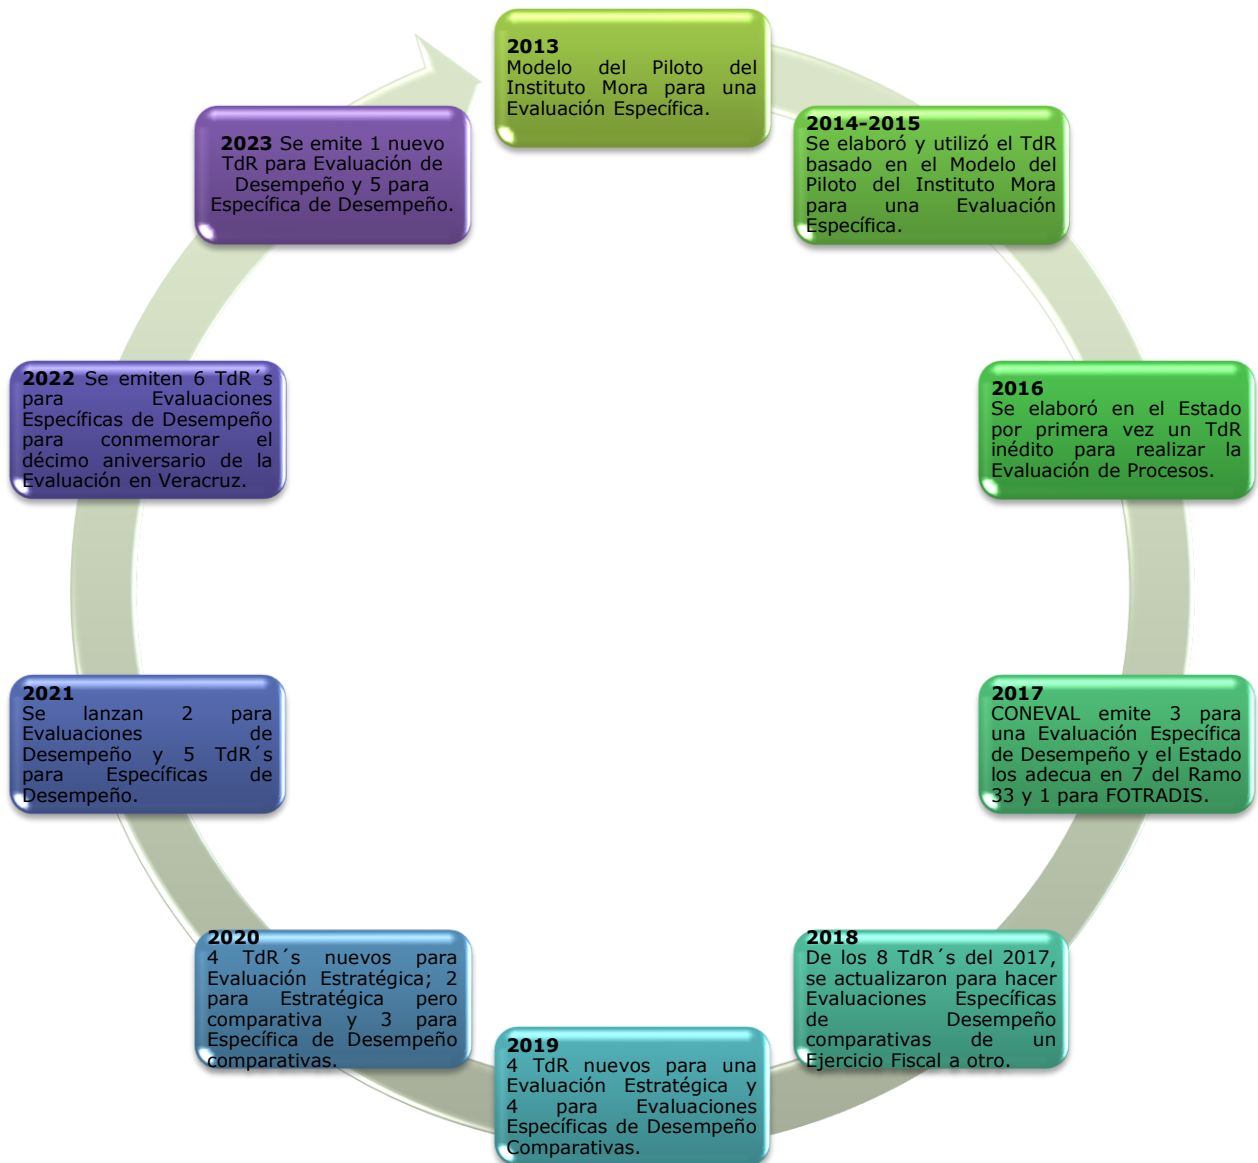 2013
Modelo del Piloto del
Instituto Mora para una
Evaluación Específica.
2014-2015
Se elaboró y utilizó el TdR
basado en el Modelo del
Piloto del Instituto Mora
para una Evaluación
Específica.
2016
Se elaboró en el Estado
por primera vez un TdR
inédito para realizar la
Evaluación de Procesos.
2017
CONEVAL emite 3 para
una Evaluación Específica
de Desempeño y el Estado
los adecua en 7 del Ramo
33 y 1 para FOTRADIS.
2018
De los 8 TdR´s del 2017,
se actualizaron para hacer
Evaluaciones Específicas
de Desempeño
comparativas de un
Ejercicio Fiscal a otro.
2019
4 TdR nuevos para una
Evaluación Estratégica y
4 para Evaluaciones
Específicas de Desempeño
Comparativas.
2020
4 TdR´s nuevos para
Evaluación Estratégica; 2
para Estratégica pero
comparativa y 3 para
Específica de Desempeño
comparativas.
2021
Se lanzan 2 para
Evaluaciones de
Desempeño y 5 TdR´s
para Específicas de
Desempeño.
2022 Se emiten 6 TdR´s
para Evaluaciones
Específicas de Desempeño
para conmemorar el
décimo aniversario de la
Evaluación en Veracruz.
2023 Se emite 1 nuevo
TdR para Evaluación de
Desempeño y 5 para
Específica de Desempeño.